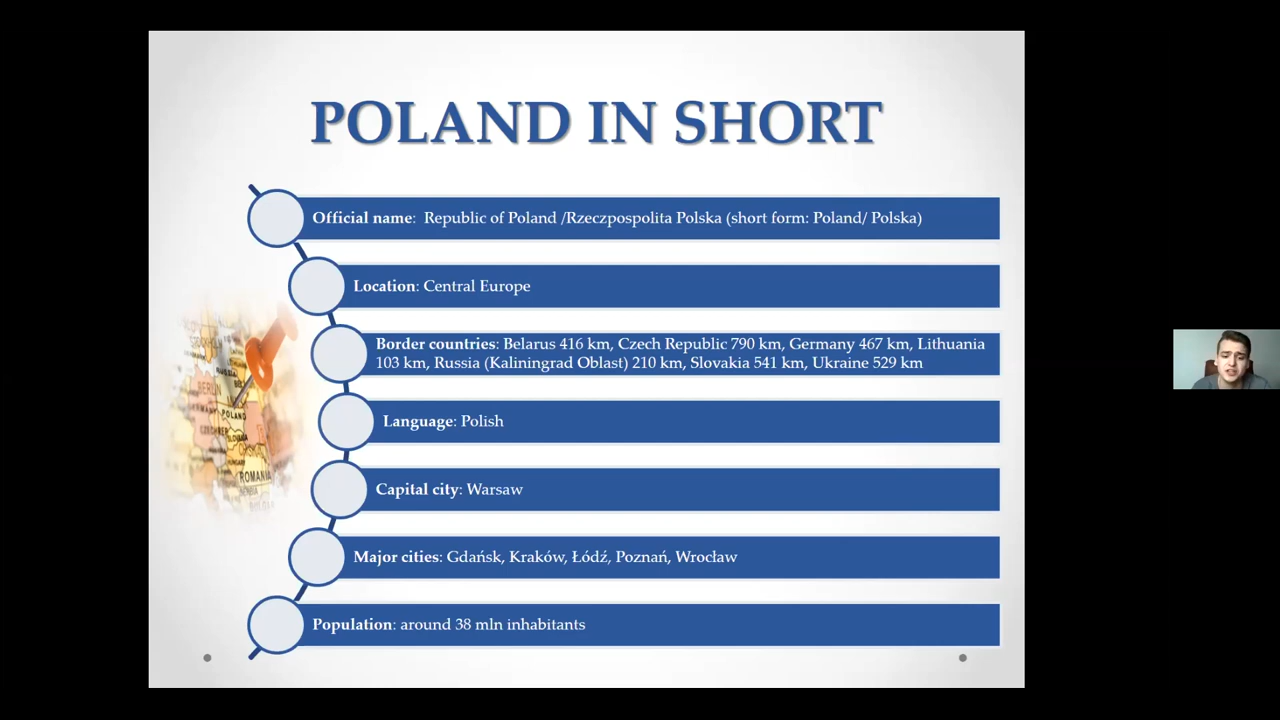 POLAND IN SHORT
Official name:  Republic of Poland /Rzeczpospolita Polska (short form: Poland/ Polska)
Location: Central Europe
Border countries: Belarus 416 km, Czech Republic 790 km, Germany 467 km, Lithuania
103 km, Russia (Kaliningrad Oblast) 210 km, Slovakia 541 km, Ukraine 529 km
BERLIN
POLAND
ROMANIA
Language: Polish
Capital city: Warsaw
Major cities: Gdańsk, Kraków, Łódź, Poznań, Wrocław
Population: around 38 mln inhabitants